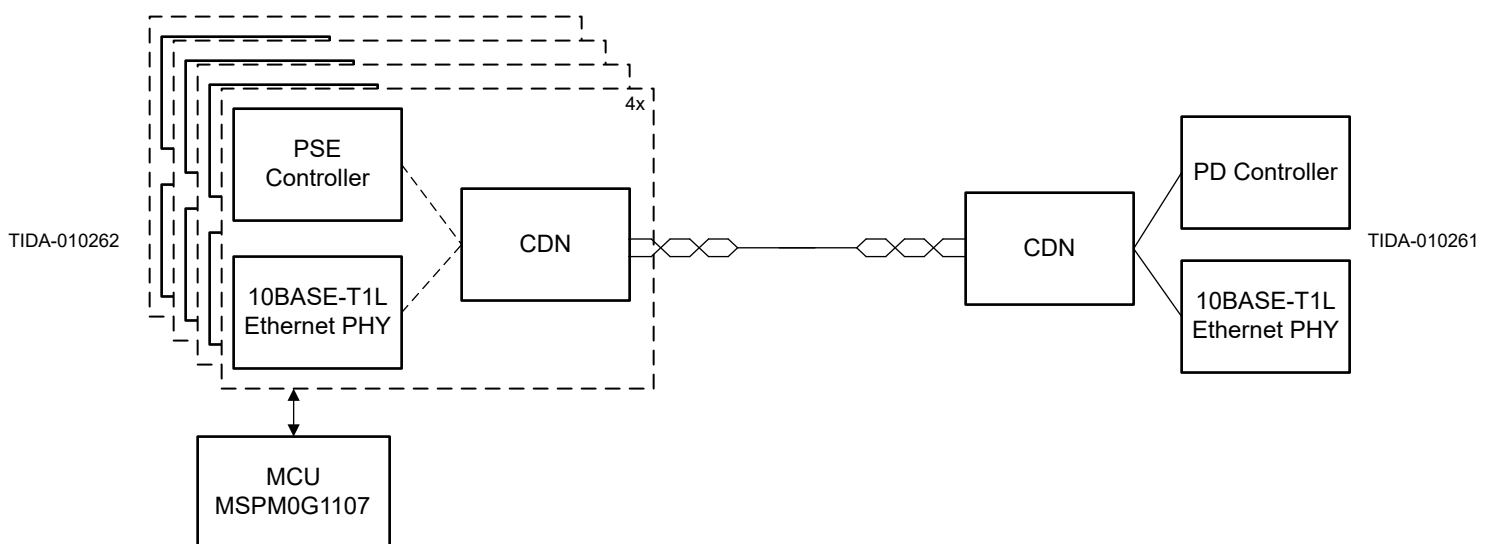 4x
PSE
Controller
CDN
10BASE-T1L
Ethernet PHY
TIDA-010262
MCU
MSPM0G1107
CDN
PD Controller
10BASE-T1L
Ethernet PHY
TIDA-010261